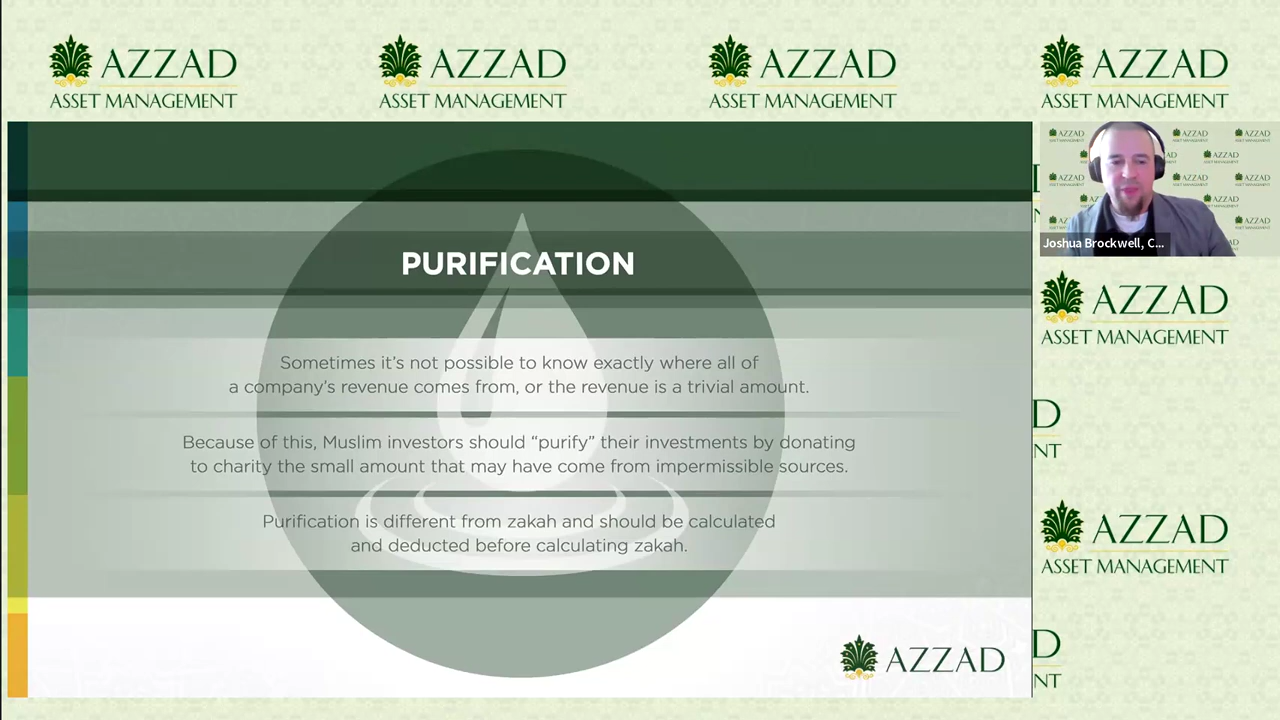 AZZAD
ASSET MANAGEMENT
AZZAD
ASSET MANAGEMENT
AZZAD
ASSET MANAGEMENT
AZZAD
ASSET MANAGEMENT
PURIFICATION
Sometimes it’s not possible to know exactly where all of
a company’s revenue comes from, or the revenue is a trivial amount.
Because of this, Muslim investors should “purify” their investments by donating
to charity the small amount that may have come from impermissible sources.
Purification is different from zakah and should be calculated
and deducted before calculating zakah.
AZZAD
Joshua Brockwell, C...
AZZAD
ASSET MANAGEMENT
D
NT
AZZAD
ASSET MANAGEMENT
D
NT